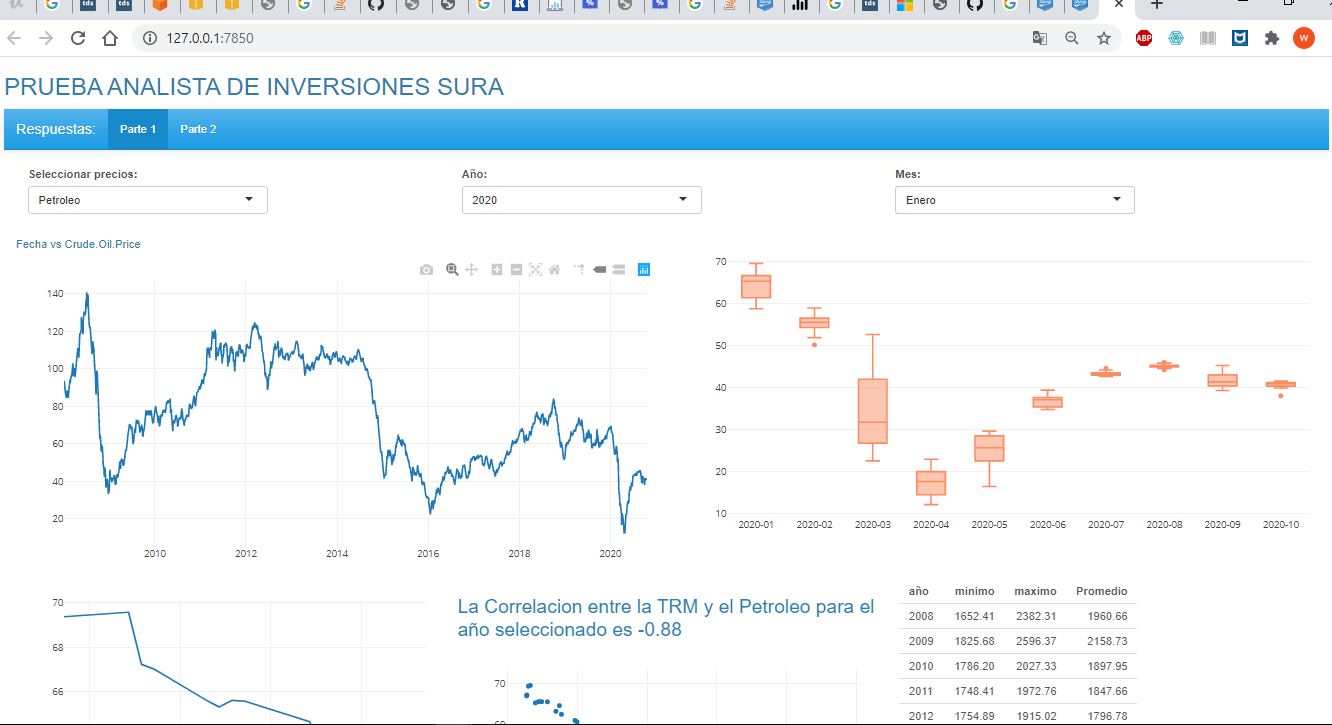 127.0.0.1:7850
ABP
W
PRUEBA ANALISTA DE INVERSIONES SURA
Respuestas: Parte 1 Parte 2
Seleccionar precios: Año: Mes:
Petroleo 2020 Enero
Fecha vs Crude.Oil.Price
140
120
100
80
60
40
20
2010 2012 2014 2016 2018 2020
70
60
50
40
30
20
10
2020-01 2020-02 2020-03 2020-04 2020-05 2020-06 2020-07 2020-08 2020-09 2020-10
70
68
66
La Correlacion entre la TRM y el Petroleo para el
año seleccionado es -0.88
70
año minimo maximo Promedio
2008 1652.41 2382.31 1960.66
2009 1825.68 2596.37 2158.73
2010 1786.20 2027.33 1897.95
2011 1748.41 1972.76 1847.66
2012 1754.89 1915.02 1796.78